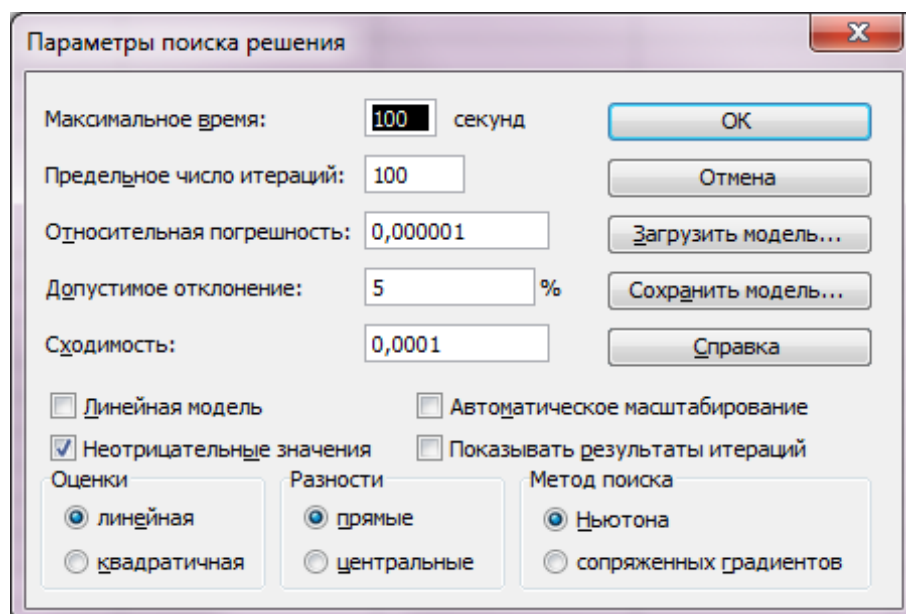 Параметры поиска решения
Максимальное время: 100 секунд OK
Предельное число итераций: 100 Отмена
Относительная погрешность: 0,000001 Загрузить модель...
Допустимое отклонение: 5 % Сохранить модель...
Сходимость: 0,0001 Справка
Линейная модель Автоматическое масштабирование
Неотрицательные значения Показывать результаты итераций
Оценки Разности Метод поиска
линейная прямые Ньютона
квадратичная центральные сопряженных градиентов